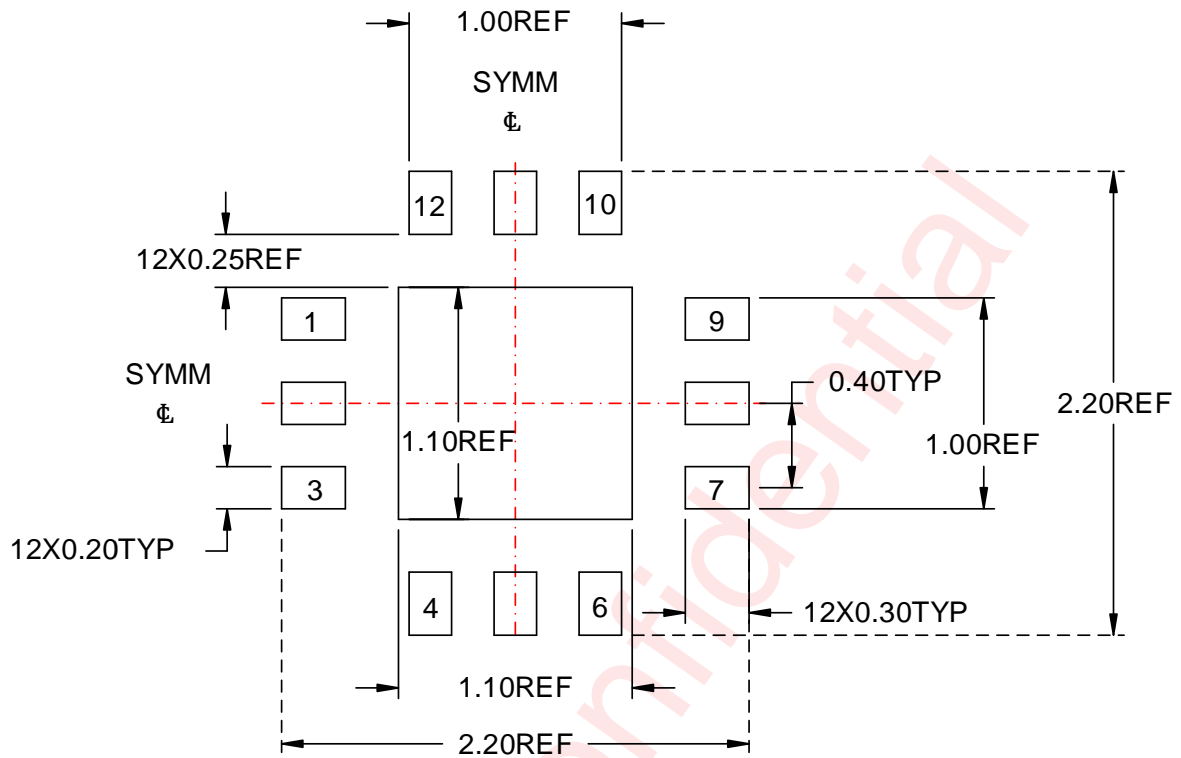 1.00REF
SYMM
℄
12
10
12X0.25REF
1
9
SYMM
℄
0.40TYP
2.20REF
1.10REF
1.00REF
3
7
12X0.20TYP
4
6
12X0.30TYP
1.10REF
2.20REF
onfidential